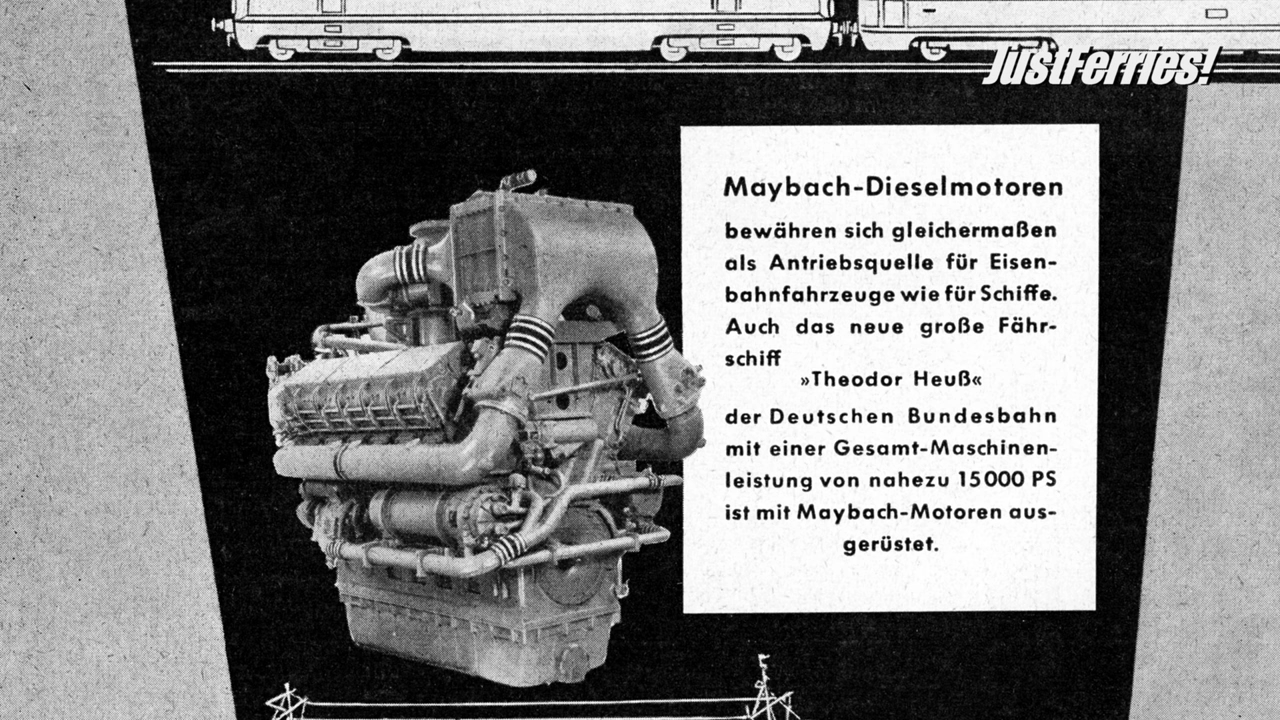 JustFerries!
Maybach-Dieselmotoren
bewähren sich gleichermaßen
als Antriebsquelle für Eisen-
bahnfahrzeuge wie für Schiffe.
Auch das neue große Fähr-
schiff
»Theodor Heuß«
der Deutschen Bundesbahn
mit einer Gesamt-Maschinen-
leistung von nahezu 15000 PS
ist mit Maybach-Motoren aus-
gerüstet.